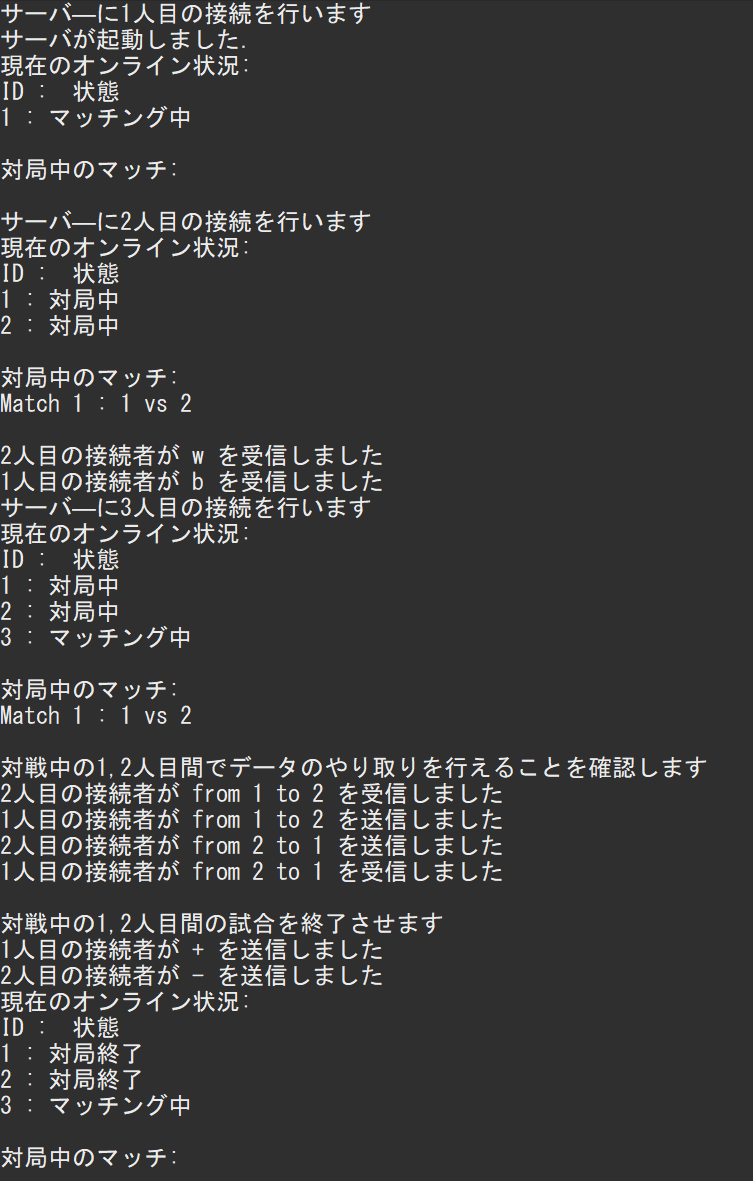 サーバ―に1人目の接続を行います
サーバが起動しました.
現在のオンライン状況:
ID :  状態
1 : マッチング中
対局中のマッチ:
サーバ―に2人目の接続を行います
現在のオンライン状況:
ID :  状態
1 : 対局中
2 : 対局中
対局中のマッチ:
Match 1 : 1 vs 2
2人目の接続者が w を受信しました
1人目の接続者が b を受信しました
サーバ―に3人目の接続を行います
現在のオンライン状況:
ID :  状態
1 : 対局中
2 : 対局中
3 : マッチング中
対局中のマッチ:
Match 1 : 1 vs 2
対戦中の1,2人目間でデータのやり取りを行えることを確認します
2人目の接続者が from 1 to 2 を受信しました
1人目の接続者が from 1 to 2 を送信しました
2人目の接続者が from 2 to 1 を送信しました
1人目の接続者が from 2 to 1 を受信しました
対戦中の1,2人目間の試合を終了させます
1人目の接続者が + を送信しました
2人目の接続者が - を送信しました
現在のオンライン状況:
ID :  状態
1 : 対局終了
2 : 対局終了
3 : マッチング中
対局中のマッチ: